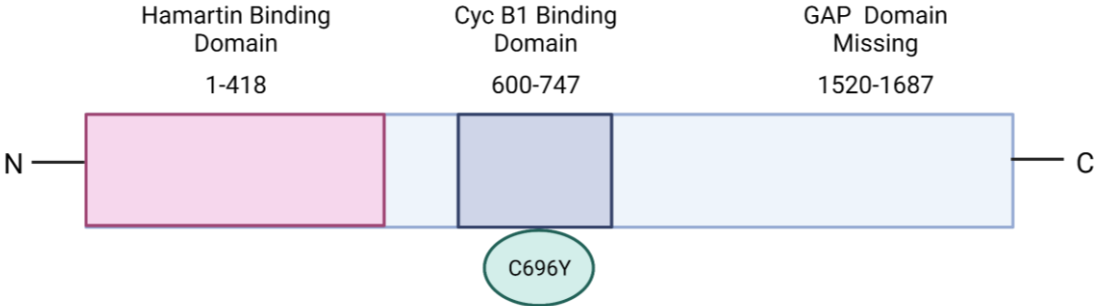 Hamartin Binding
Domain
1-418
Cyc B1 Binding
Domain
600-747
GAP Domain
Missing
1520-1687
N
C
C696Y